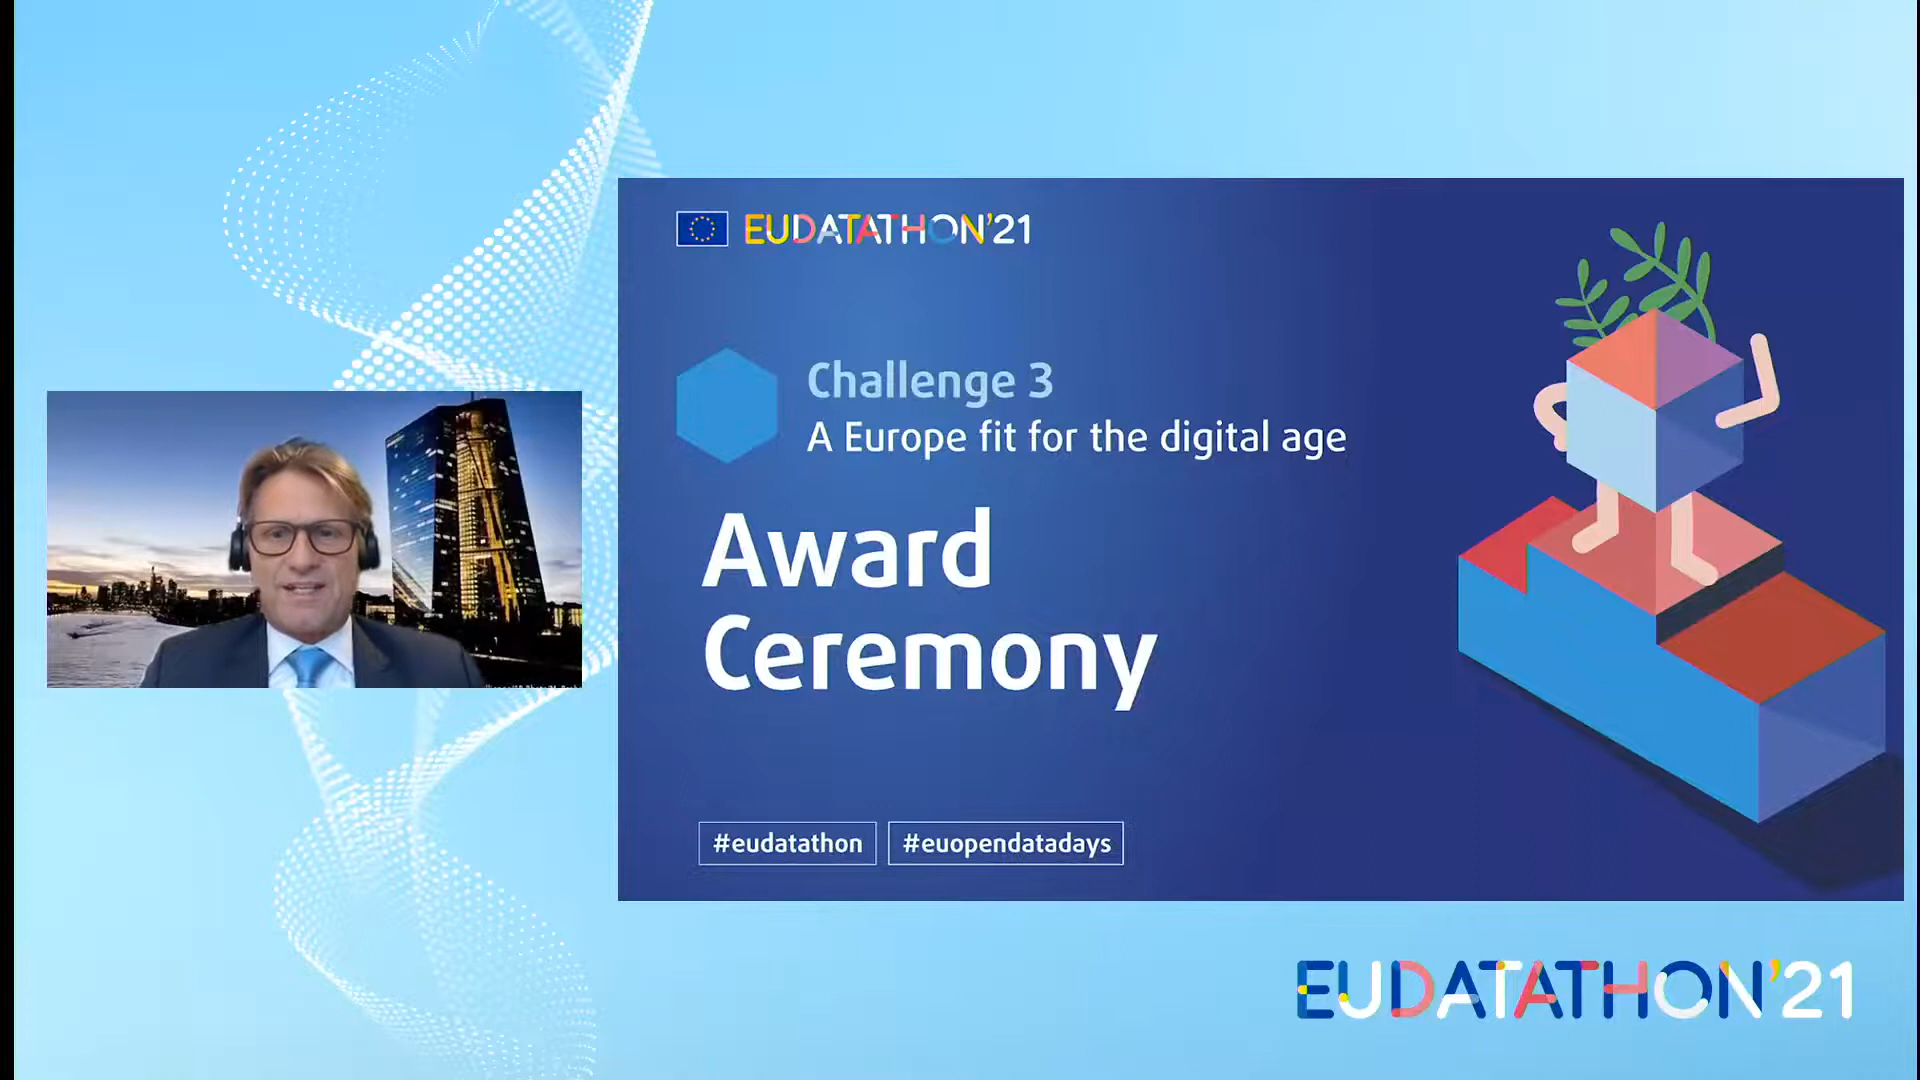 EUDATATHON'21
Challenge 3
A Europe fit for the digital age
Award
Ceremony
#eudatathon
#euopendatadays
EUDATATHON'21